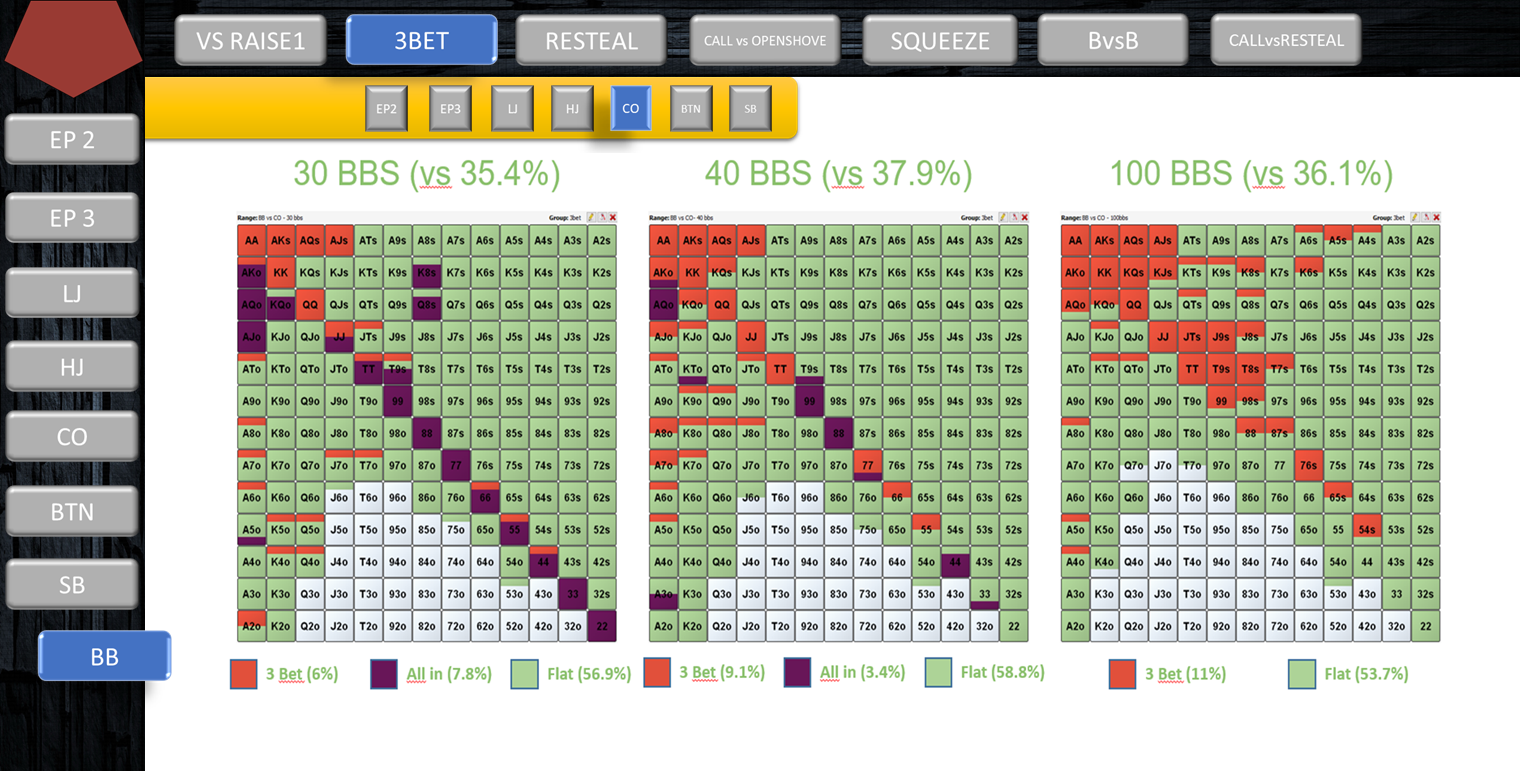 VS RAISE1
3BET
RESTEAL
CALL vs OPENSHOVE
SQUEEZE
BvsB
CALLvsRESTEAL
EP2 EP3 LJ HJ CO BTN SB
EP 2
EP 3
LJ
HJ
CO
BTN
SB
BB
30 BBS (vs 35.4%)
Range: BB vs CO - 30 bbs Group: 3bet
AA AKs AQs AJs ATs A9s A8s A7s A6s A5s A4s A3s A2s
AKo KK KQs KJs KTs K9s K8s K7s K6s K5s K4s K3s K2s
AQo KQo QQ QJs QTs Q9s Q8s Q7s Q6s Q5s Q4s Q3s Q2s
AJo KJo QJo JJ JTs J9s J8s J7s J6s J5s J4s J3s J2s
ATo KTo QTo JTo TT T9s T8s T7s T6s T5s T4s T3s T2s
A9o K9o Q9o J9o T9o 99 98s 97s 96s 95s 94s 93s 92s
A8o K8o Q8o J8o T8o 98o 88 87s 86s 85s 84s 83s 82s
A7o K7o Q7o J7o T7o 97o 87o 77 76s 75s 74s 73s 72s
A6o K6o Q6o J6o T6o 96o 86o 76o 66 65s 64s 63s 62s
A5o K5o Q5o J5o T5o 95o 85o 75o 65o 55 54s 53s 52s
A4o K4o Q4o J4o T4o 94o 84o 74o 64o 54o 44 43s 42s
A3o K3o Q3o J3o T3o 93o 83o 73o 63o 53o 43o 33 32s
A2o K2o Q2o J2o T2o 92o 82o 72o 62o 52o 42o 32o 22
3 Bet (6%) All in (7.8%) Flat (56.9%)
40 BBS (vs 37.9%)
Range: BB vs CO- 40 bbs Group: 3bet
AA AKs AQs AJs ATs A9s A8s A7s A6s A5s A4s A3s A2s
AKo KK KQs KJs KTs K9s K8s K7s K6s K5s K4s K3s K2s
AQo KQo QQ QJs QTs Q9s Q8s Q7s Q6s Q5s Q4s Q3s Q2s
AJo KJo QJo JJ JTs J9s J8s J7s J6s J5s J4s J3s J2s
ATo KTo QTo JTo TT T9s T8s T7s T6s T5s T4s T3s T2s
A9o K9o Q9o J9o T9o 99 98s 97s 96s 95s 94s 93s 92s
A8o K8o Q8o J8o T8o 98o 88 87s 86s 85s 84s 83s 82s
A7o K7o Q7o J7o T7o 97o 87o 77 76s 75s 74s 73s 72s
A6o K6o Q6o J6o T6o 96o 86o 76o 66 65s 64s 63s 62s
A5o K5o Q5o J5o T5o 95o 85o 75o 65o 55 54s 53s 52s
A4o K4o Q4o J4o T4o 94o 84o 74o 64o 54o 44 43s 42s
A3o K3o Q3o J3o T3o 93o 83o 73o 63o 53o 43o 33 32s
A2o K2o Q2o J2o T2o 92o 82o 72o 62o 52o 42o 32o 22
3 Bet (9.1%) All in (3.4%) Flat (58.8%)
100 BBS (vs 36.1%)
Range: BB vs CO - 100bbs Group: 3bet
AA AKs AQs AJs ATs A9s A8s A7s A6s A5s A4s A3s A2s
AKo KK KQs KJs KTs K9s K8s K7s K6s K5s K4s K3s K2s
AQo KQo QQ QJs QTs Q9s Q8s Q7s Q6s Q5s Q4s Q3s Q2s
AJo KJo QJo JJ JTs J9s J8s J7s J6s J5s J4s J3s J2s
ATo KTo QTo JTo TT T9s T8s T7s T6s T5s T4s T3s T2s
A9o K9o Q9o J9o T9o 99 98s 97s 96s 95s 94s 93s 92s
A8o K8o Q8o J8o T8o 98o 88 87s 86s 85s 84s 83s 82s
A7o K7o Q7o J7o T7o 97o 87o 77 76s 75s 74s 73s 72s
A6o K6o Q6o J6o T6o 96o 86o 76o 66 65s 64s 63s 62s
A5o K5o Q5o J5o T5o 95o 85o 75o 65o 55 54s 53s 52s
A4o K4o Q4o J4o T4o 94o 84o 74o 64o 54o 44 43s 42s
A3o K3o Q3o J3o T3o 93o 83o 73o 63o 53o 43o 33 32s
A2o K2o Q2o J2o T2o 92o 82o 72o 62o 52o 42o 32o 22
3 Bet (11%) Flat (53.7%)